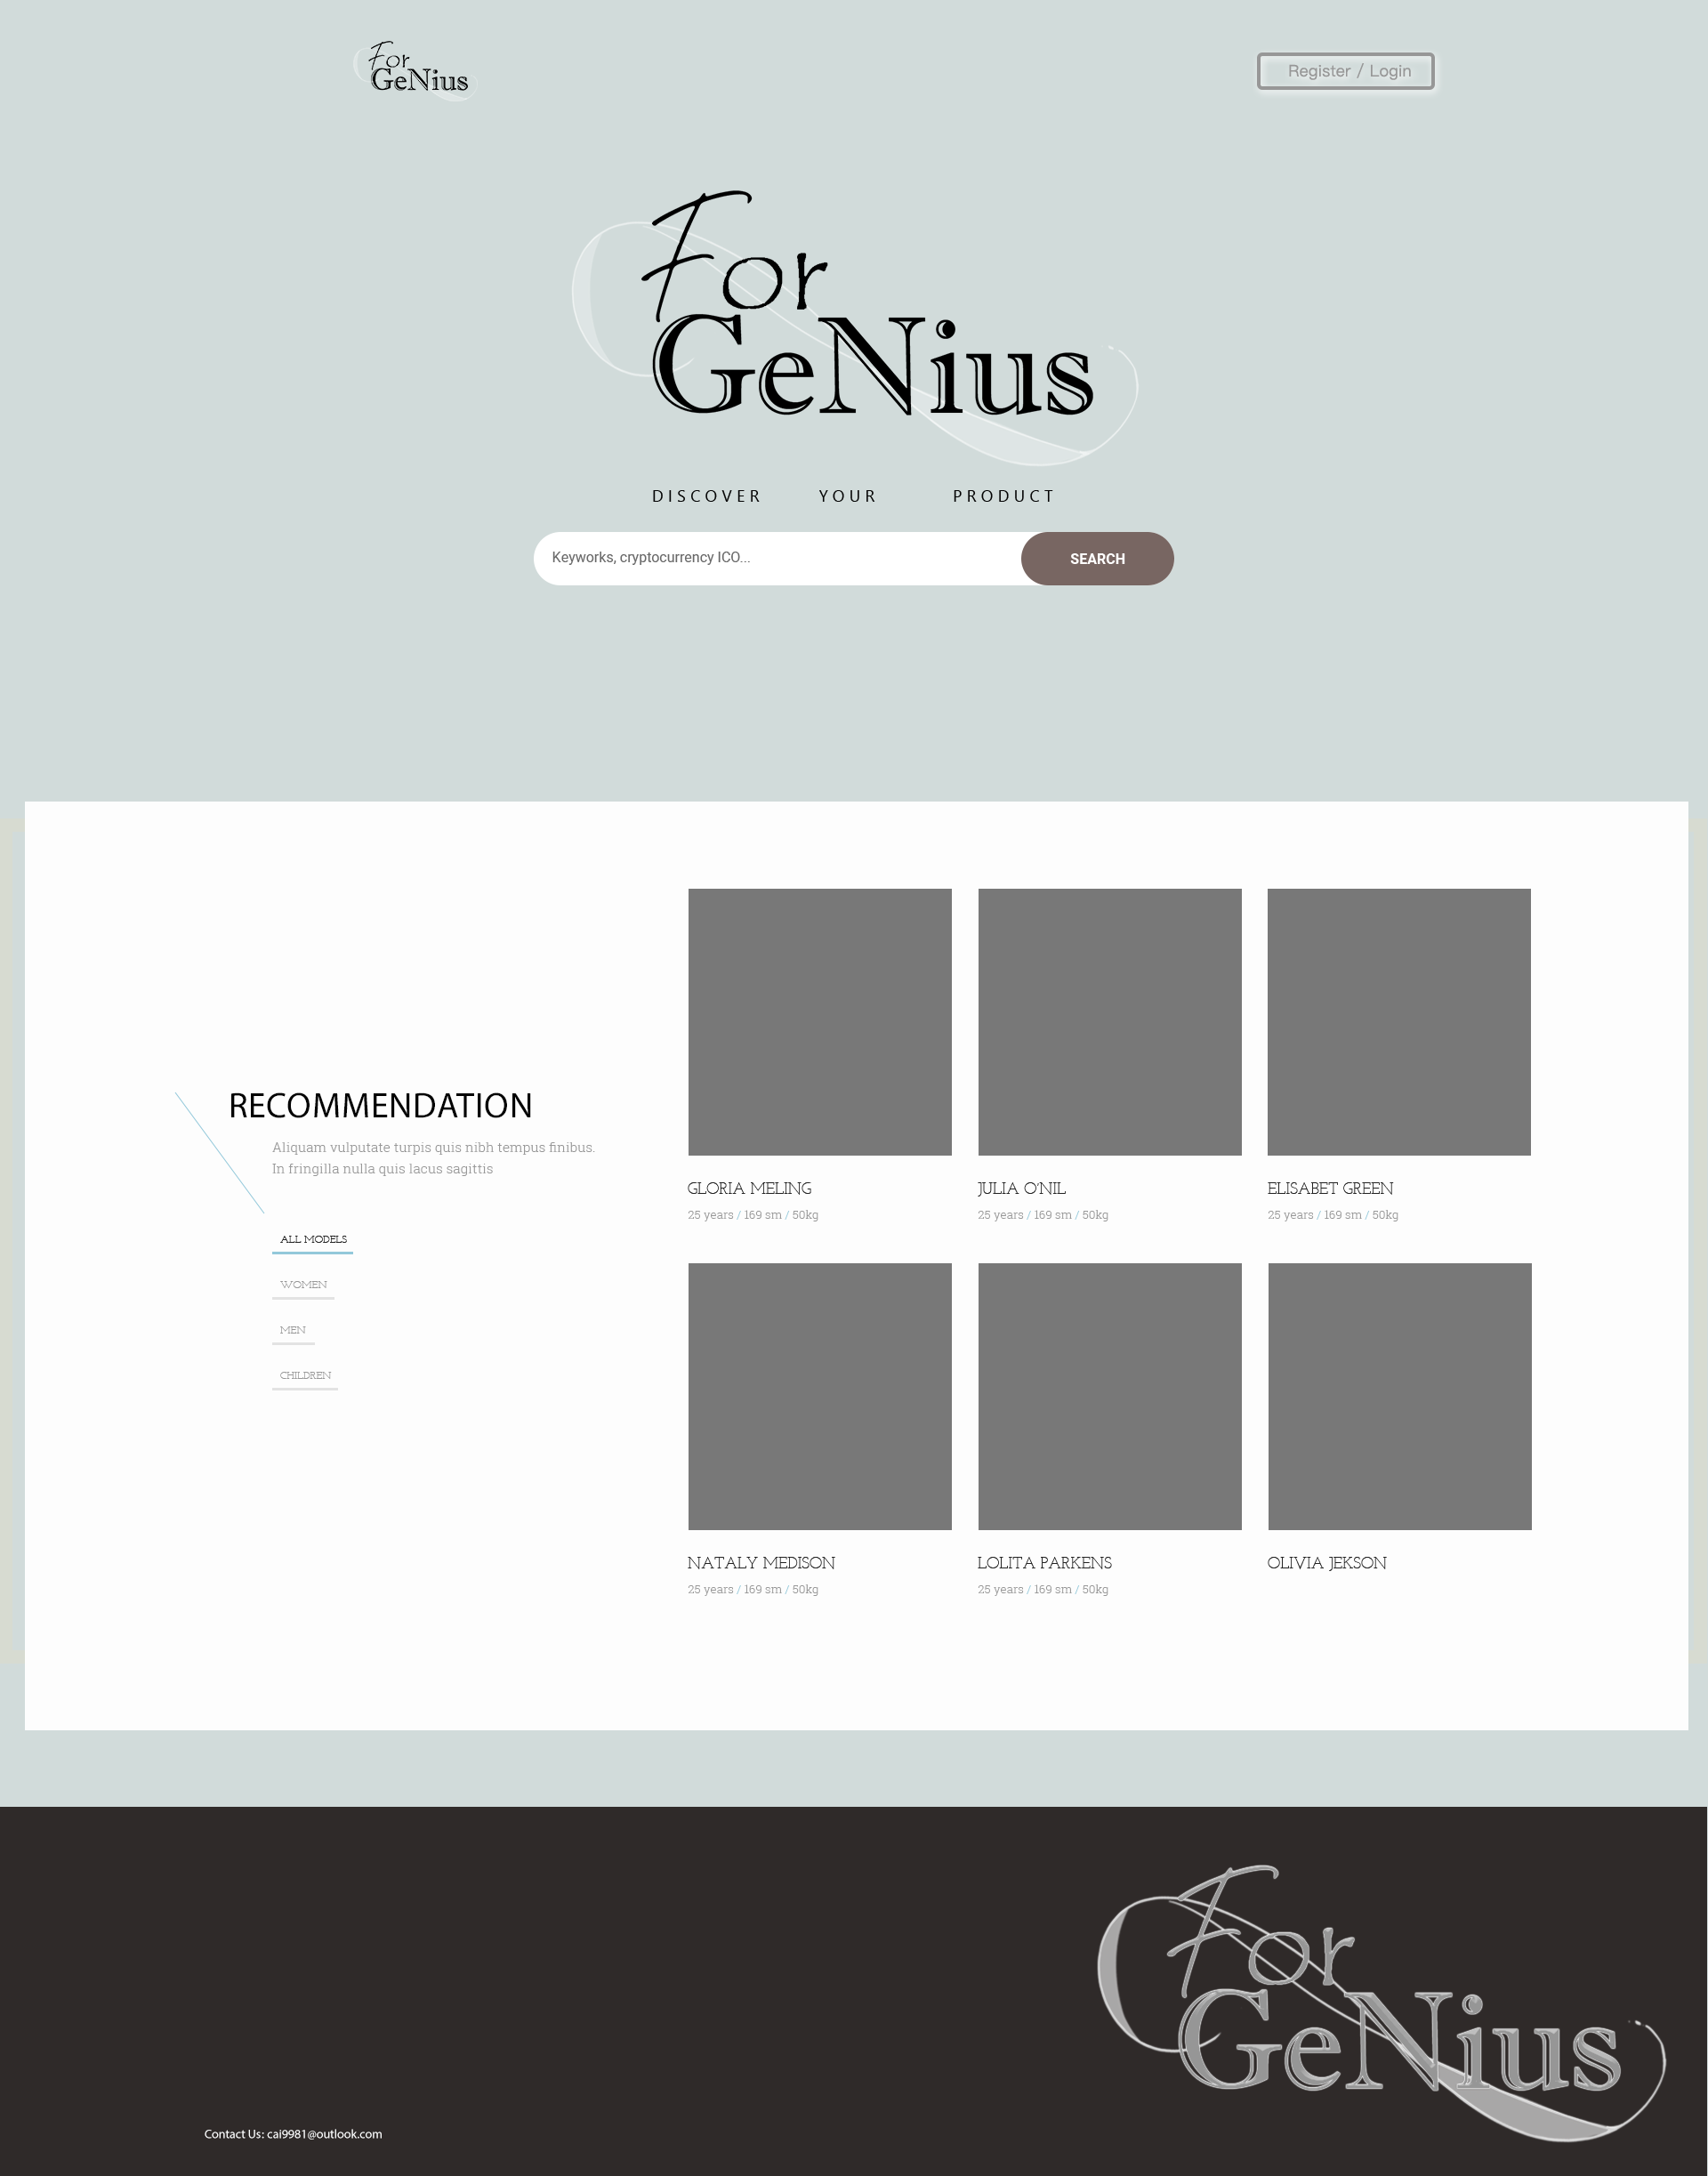 For
GeNius
Register / Login
For
GeNius
DISCOVER YOUR PRODUCT
Keyworks, cryptocurrency ICO...
SEARCH
RECOMMENDATION
Aliquam vulputate turpis quis nibh tempus finibus.
In fringilla nulla quis lacus sagittis
ALL MODELS
WOMEN
MEN
CHILDREN
GLORIA MELING
25 years / 169 sm / 50kg
JULIA O'NIL
25 years / 169 sm / 50kg
ELISABET GREEN
25 years / 169 sm / 50kg
NATALY MEDISON
25 years / 169 sm / 50kg
LOLITA PARKENS
25 years / 169 sm / 50kg
OLIVIA JEKSON
For
GeNius
Contact Us: cai9981@outlook.com